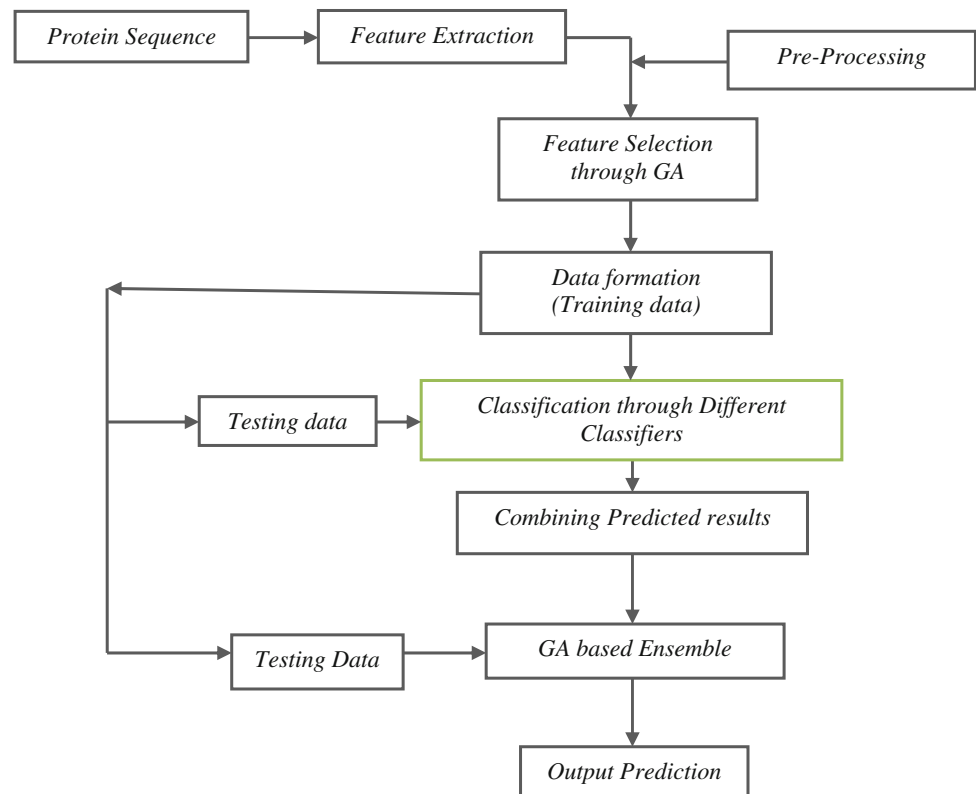 Protein Sequence
Feature Extraction
Pre-Processing
Feature Selection
through GA
Data formation
(Training data)
Classification through Different
Classifiers
Testing data
Combining Predicted results
GA based Ensemble
Testing Data
Output Prediction